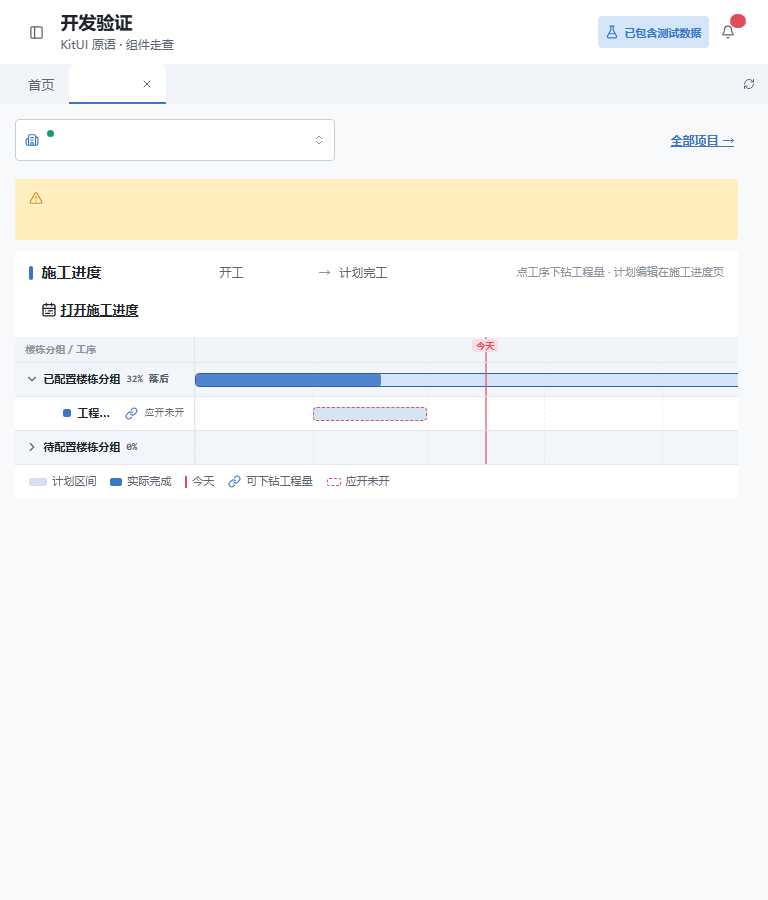 开发验证
KitUI 原语 · 组件走查
已包含测试数据
首页
全部项目 →
施工进度
开工
→ 计划完工
点工序下钻工程量 · 计划编辑在施工进度页
打开施工进度
楼栋分组 / 工序
今天
已配置楼栋分组 32% 落后
工程... 应开未开
待配置楼栋分组 0%
计划区间 实际完成 今天 可下钻工程量 应开未开